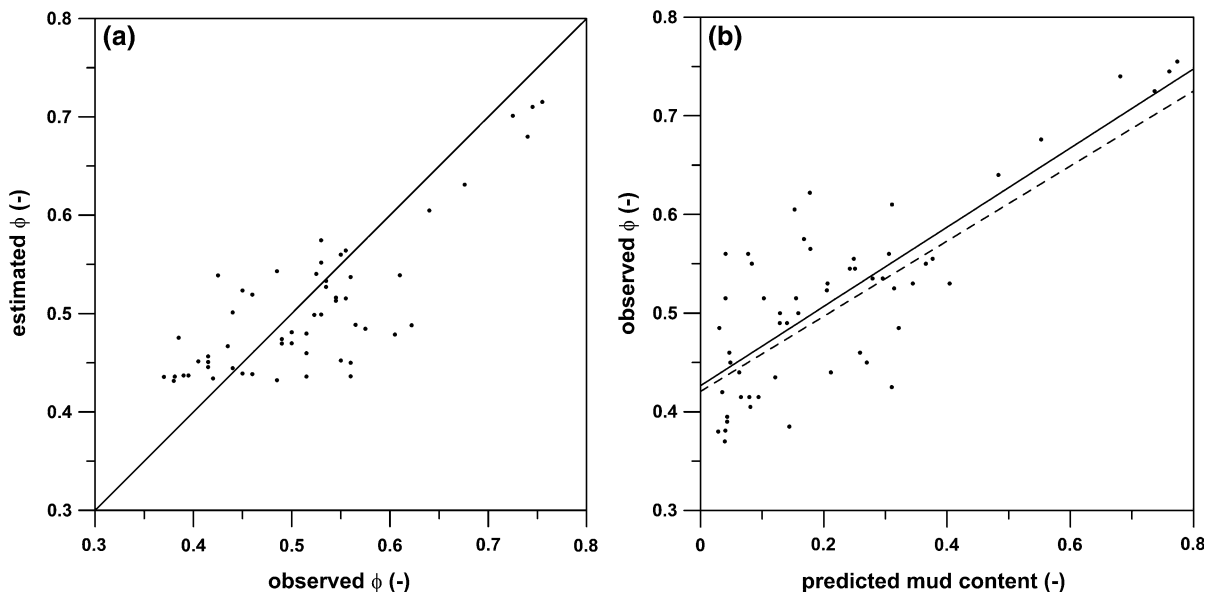 (a)
0.8
0.7
0.6
0.5
0.4
0.3
estimated ϕ (-)
0.3 0.4 0.5 0.6 0.7 0.8
observed ϕ (-)
(b)
0.8
0.7
0.6
0.5
0.4
0.3
observed ϕ (-)
0 0.2 0.4 0.6 0.8
predicted mud content (-)